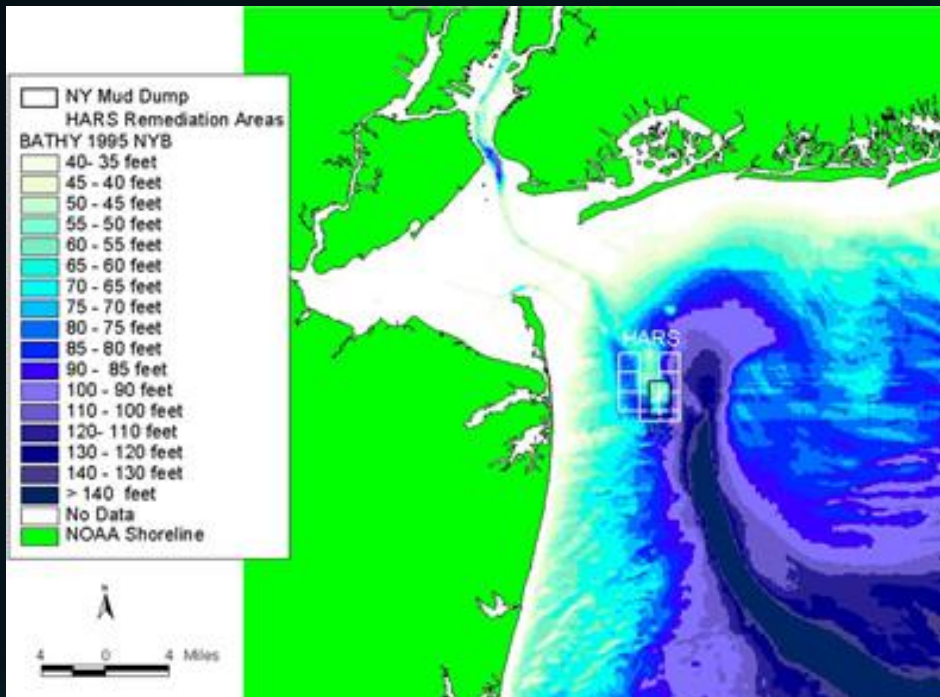 NY Mud Dump
HARS Remediation Areas
BATHY 1995 NYB
40- 35 feet
45 - 40 feet
50 - 45 feet
55 - 50 feet
60 - 55 feet
65 - 60 feet
70 - 65 feet
75 - 70 feet
80 - 75 feet
85 - 80 feet
90 - 85 feet
100 - 90 feet
110 - 100 feet
120- 110 feet
130 - 120 feet
140 - 130 feet
> 140 feet
No Data
NOAA Shoreline
HARS
N
4 0 4 Miles